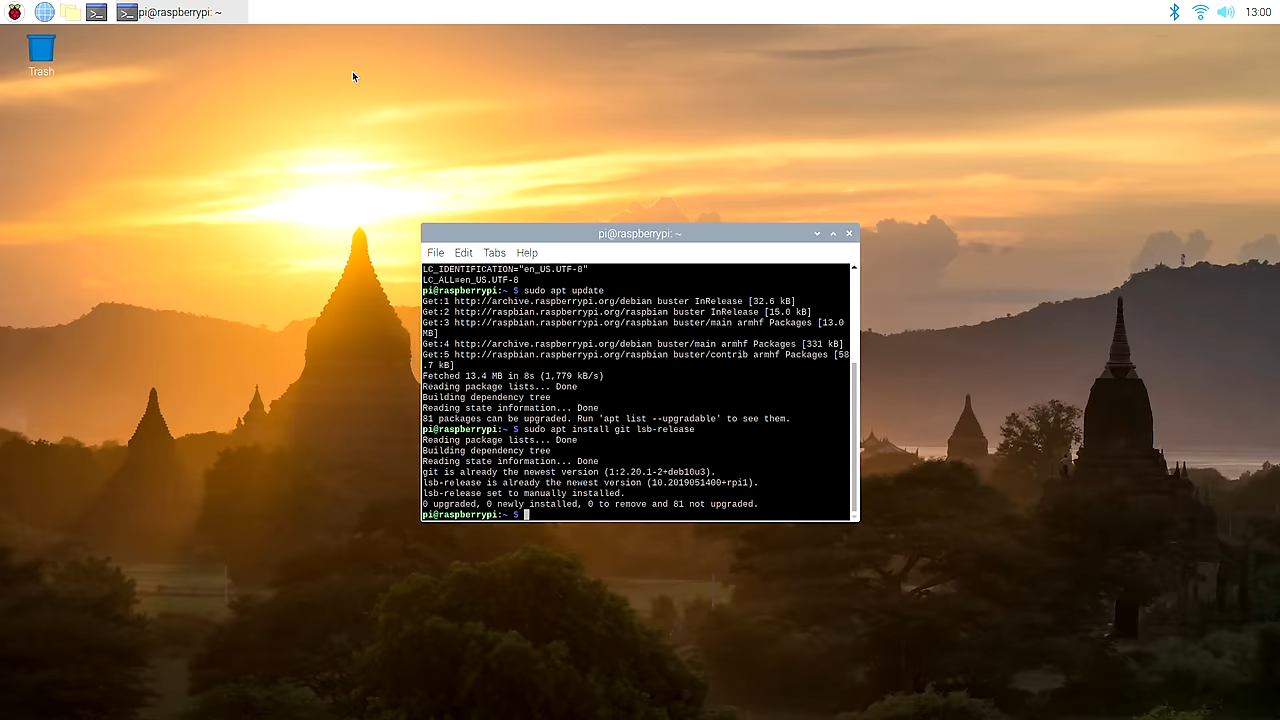 pi@raspberrypi: ~
13:00
Trash
pi@raspberrypi: ~
File Edit Tabs Help
LC_IDENTIFICATION="en_US.UTF-8"
LC_ALL=en_US.UTF-8
pi@raspberrypi:~ $ sudo apt update
Get:1 http://archive.raspberrypi.org/debian buster InRelease [32.6 kB]
Get:2 http://raspbian.raspberrypi.org/raspbian buster InRelease [15.0 kB]
Get:3 http://raspbian.raspberrypi.org/raspbian buster/main armhf Packages [13.0
MB]
Get:4 http://archive.raspberrypi.org/debian buster/main armhf Packages [331 kB]
Get:5 http://raspbian.raspberrypi.org/raspbian buster/contrib armhf Packages [58
.7 kB]
Fetched 13.4 MB in 8s (1,779 kB/s)
Reading package lists... Done
Building dependency tree
Reading state information... Done
81 packages can be upgraded. Run 'apt list --upgradable' to see them.
pi@raspberrypi:~ $ sudo apt install git lsb-release
Reading package lists... Done
Building dependency tree
Reading state information... Done
git is already the newest version (1:2.20.1-2+deb10u3).
lsb-release is already the newest version (10.2019051400+rpi1).
lsb-release set to manually installed.
0 upgraded, 0 newly installed, 0 to remove and 81 not upgraded.
pi@raspberrypi:~ $